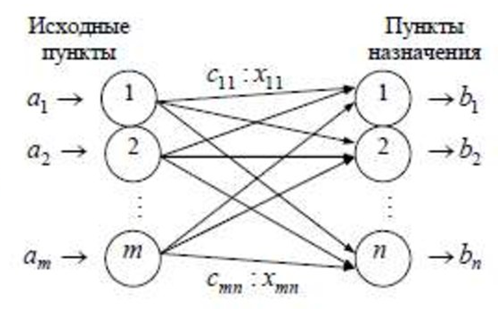 Исходные пункты
Пункты назначения
c₁₁ : x₁₁
a₁ → 1
1 → b₁
a₂ → 2
2 → b₂
⋮
⋮
aₘ → m
n → bₙ
cₘₙ : xₘₙ